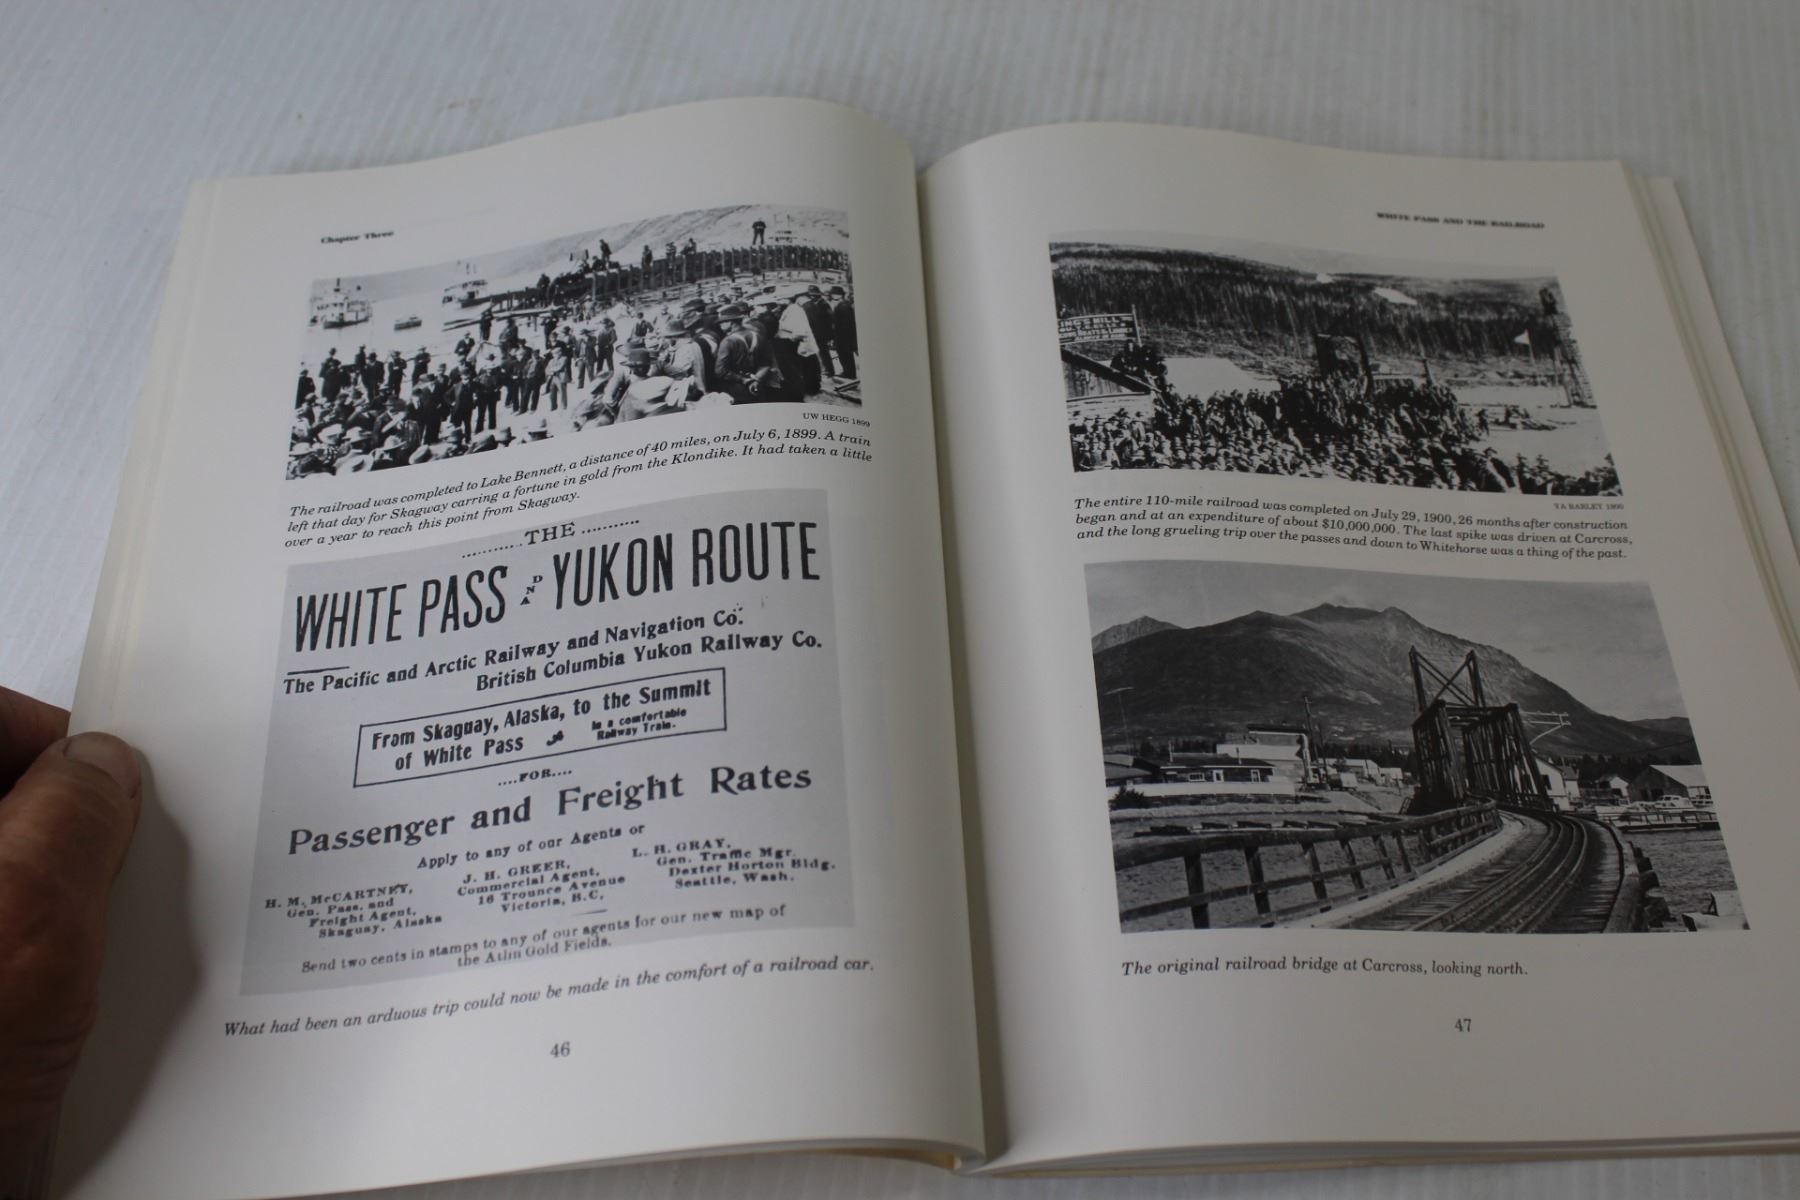 Chapter Three
UW HEGG 1899
The railroad was completed to Lake Bennett, a distance of 40 miles, on July 6, 1899. A train
left that day for Skagway carring a fortune in gold from the Klondike. It had taken a little
over a year to reach this point from Skagway.
..........THE..........
WHITE PASS AND YUKON ROUTE
The Pacific and Arctic Railway and Navigation Co.
British Columbia Yukon Railway Co.
From Skaguay, Alaska, to the Summit
of White Pass
In a comfortable
Railway Train.
....FOR....
Passenger and Freight Rates
Apply to any of our Agents or
H. M. McCARTNEY,
Gen. Pass. and
Freight Agent,
Skaguay, Alaska
J. H. GREER,
Commercial Agent,
16 Trounce Avenue
Victoria, B.C.
L. H. GRAY,
Gen. Traffic Mgr.
Dexter Horton Bldg.
Seattle, Wash.
Send two cents in stamps to any of our agents for our new map of
the Atlin Gold Fields.
What had been an arduous trip could now be made in the comfort of a railroad car.
46
WHITE PASS AND THE RAILROAD
KING'S MILL
YA BARLEY 1900
The entire 110-mile railroad was completed on July 29, 1900, 26 months after construction
began and at an expenditure of about $10,000,000. The last spike was driven at Carcross,
and the long grueling trip over the passes and down to Whitehorse was a thing of the past.
The original railroad bridge at Carcross, looking north.
47